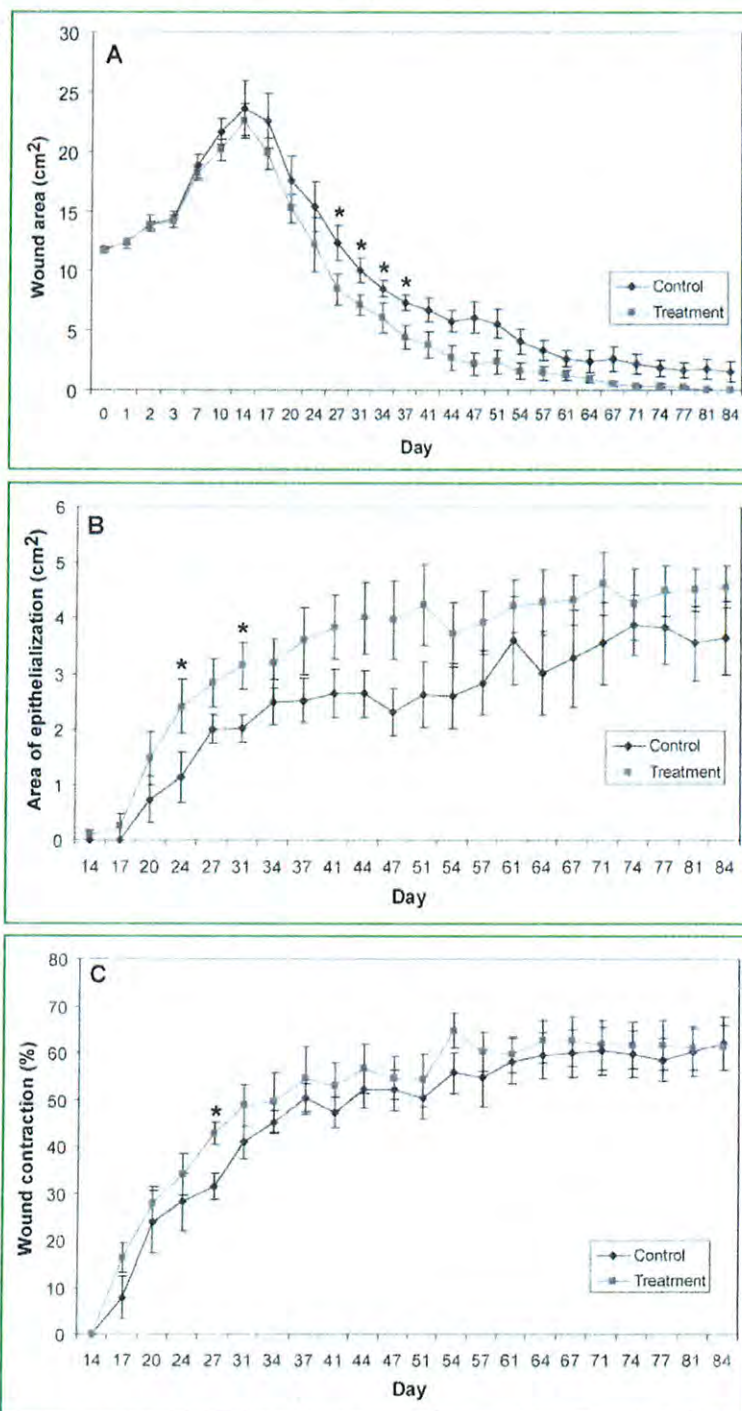 A
Wound area (cm²)
30
25
20
15
10
5
0
* * * *
Control
Treatment
0 1 2 3 7 10 14 17 20 24 27 31 34 37 41 44 47 51 54 57 61 64 67 71 74 77 81 84
Day
B
Area of epithelialization (cm²)
6
5
4
3
2
1
0
* *
Control
Treatment
14 17 20 24 27 31 34 37 41 44 47 51 54 57 61 64 67 71 74 77 81 84
Day
C
Wound contraction (%)
80
70
60
50
40
30
20
10
0
*
Control
Treatment
14 17 20 24 27 31 34 37 41 44 47 51 54 57 61 64 67 71 74 77 81 84
Day